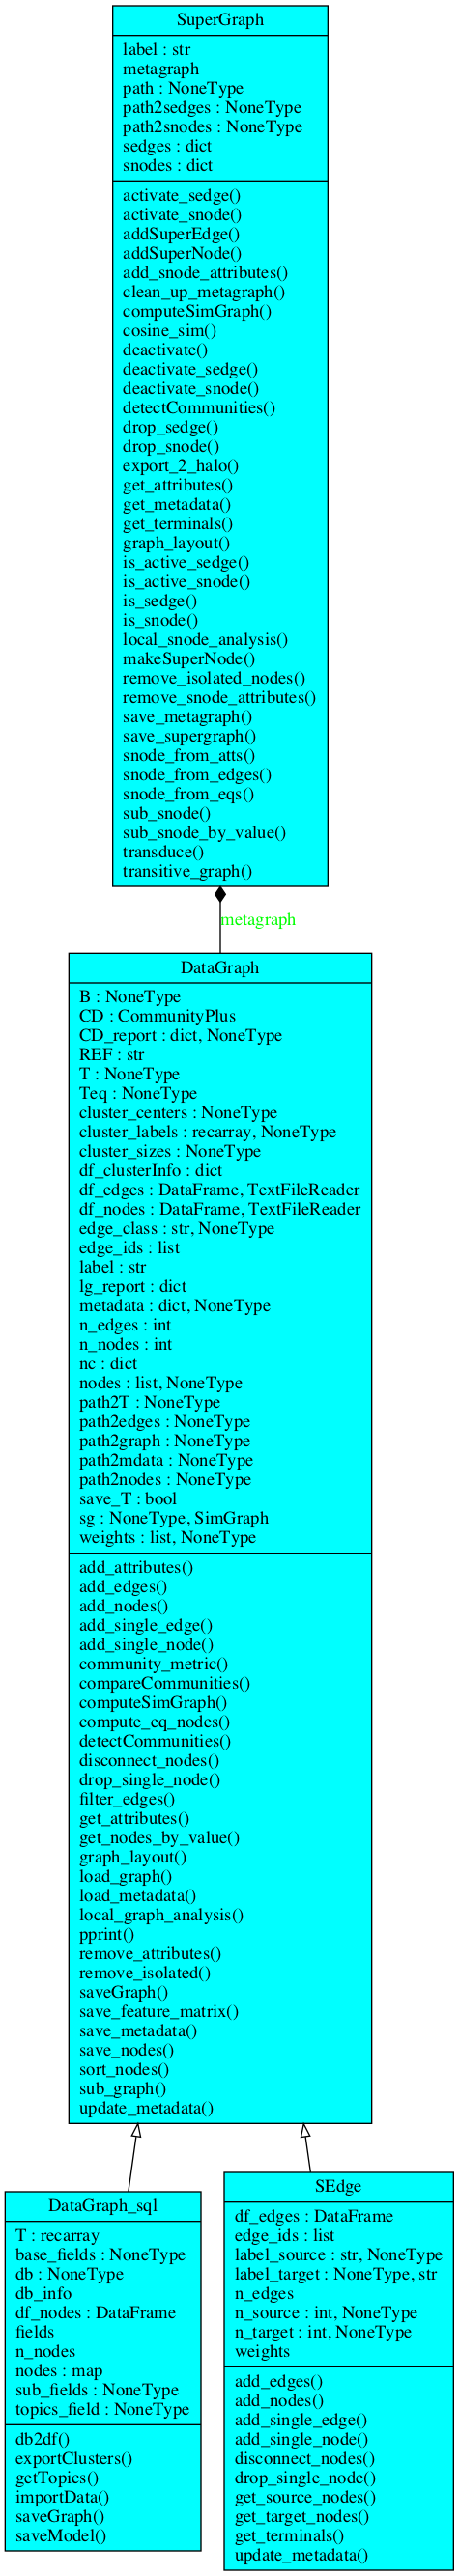 SuperGraph
label : str
metagraph
path : NoneType
path2sedges : NoneType
path2snodes : NoneType
sedges : dict
snodes : dict
activate_sedge()
activate_snode()
addSuperEdge()
addSuperNode()
add_snode_attributes()
clean_up_metagraph()
computeSimGraph()
cosine_sim()
deactivate()
deactivate_sedge()
deactivate_snode()
detectCommunities()
drop_sedge()
drop_snode()
export_2_halo()
get_attributes()
get_metadata()
get_terminals()
graph_layout()
is_active_sedge()
is_active_snode()
is_sedge()
is_snode()
local_snode_analysis()
makeSuperNode()
remove_isolated_nodes()
remove_snode_attributes()
save_metagraph()
save_supergraph()
snode_from_atts()
snode_from_edges()
snode_from_eqs()
sub_snode()
sub_snode_by_value()
transduce()
transitive_graph()
metagraph
DataGraph
B : NoneType
CD : CommunityPlus
CD_report : dict, NoneType
REF : str
T : NoneType
Teq : NoneType
cluster_centers : NoneType
cluster_labels : recarray, NoneType
cluster_sizes : NoneType
df_clusterInfo : dict
df_edges : DataFrame, TextFileReader
df_nodes : DataFrame, TextFileReader
edge_class : str, NoneType
edge_ids : list
label : str
lg_report : dict
metadata : dict, NoneType
n_edges : int
n_nodes : int
nc : dict
nodes : list, NoneType
path2T : NoneType
path2edges : NoneType
path2graph : NoneType
path2mdata : NoneType
path2nodes : NoneType
save_T : bool
sg : NoneType, SimGraph
weights : list, NoneType
add_attributes()
add_edges()
add_nodes()
add_single_edge()
add_single_node()
community_metric()
compareCommunities()
computeSimGraph()
compute_eq_nodes()
detectCommunities()
disconnect_nodes()
drop_single_node()
filter_edges()
get_attributes()
get_nodes_by_value()
graph_layout()
load_graph()
load_metadata()
local_graph_analysis()
pprint()
remove_attributes()
remove_isolated()
saveGraph()
save_feature_matrix()
save_metadata()
save_nodes()
sort_nodes()
sub_graph()
update_metadata()
DataGraph_sql
T : recarray
base_fields : NoneType
db : NoneType
db_info
df_nodes : DataFrame
fields
n_nodes
nodes : map
sub_fields : NoneType
topics_field : NoneType
db2df()
exportClusters()
getTopics()
importData()
saveGraph()
saveModel()
SEdge
df_edges : DataFrame
edge_ids : list
label_source : str, NoneType
label_target : NoneType, str
n_edges
n_source : int, NoneType
n_target : int, NoneType
weights
add_edges()
add_nodes()
add_single_edge()
add_single_node()
disconnect_nodes()
drop_single_node()
get_source_nodes()
get_target_nodes()
get_terminals()
update_metadata()